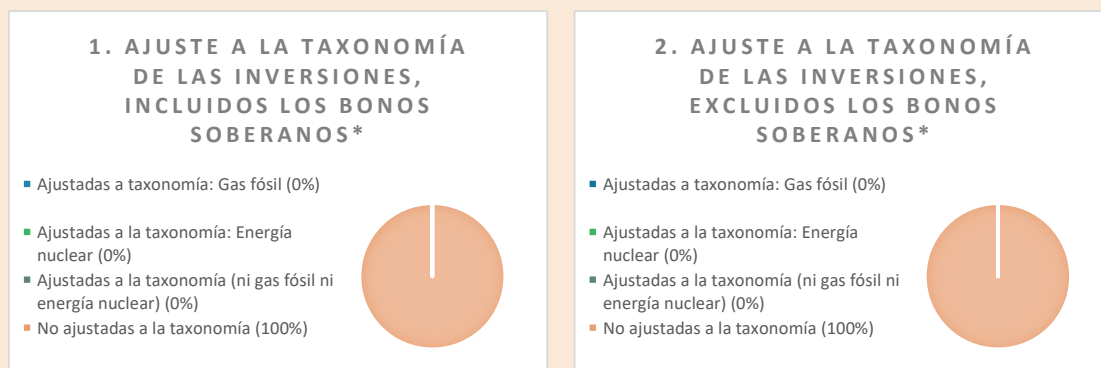 1. AJUSTE A LA TAXONOMÍA
DE LAS INVERSIONES,
INCLUIDOS LOS BONOS
SOBERANOS*
Ajustadas a taxonomía: Gas fósil (0%)
Ajustadas a la taxonomía: Energía
nuclear (0%)
Ajustadas a la taxonomía (ni gas fósil ni
energía nuclear) (0%)
No ajustadas a la taxonomía (100%)
2. AJUSTE A LA TAXONOMÍA
DE LAS INVERSIONES,
EXCLUIDOS LOS BONOS
SOBERANOS*
Ajustadas a taxonomía: Gas fósil (0%)
Ajustadas a la taxonomía: Energía
nuclear (0%)
Ajustadas a la taxonomía (ni gas fósil ni
energía nuclear) (0%)
No ajustadas a la taxonomía (100%)